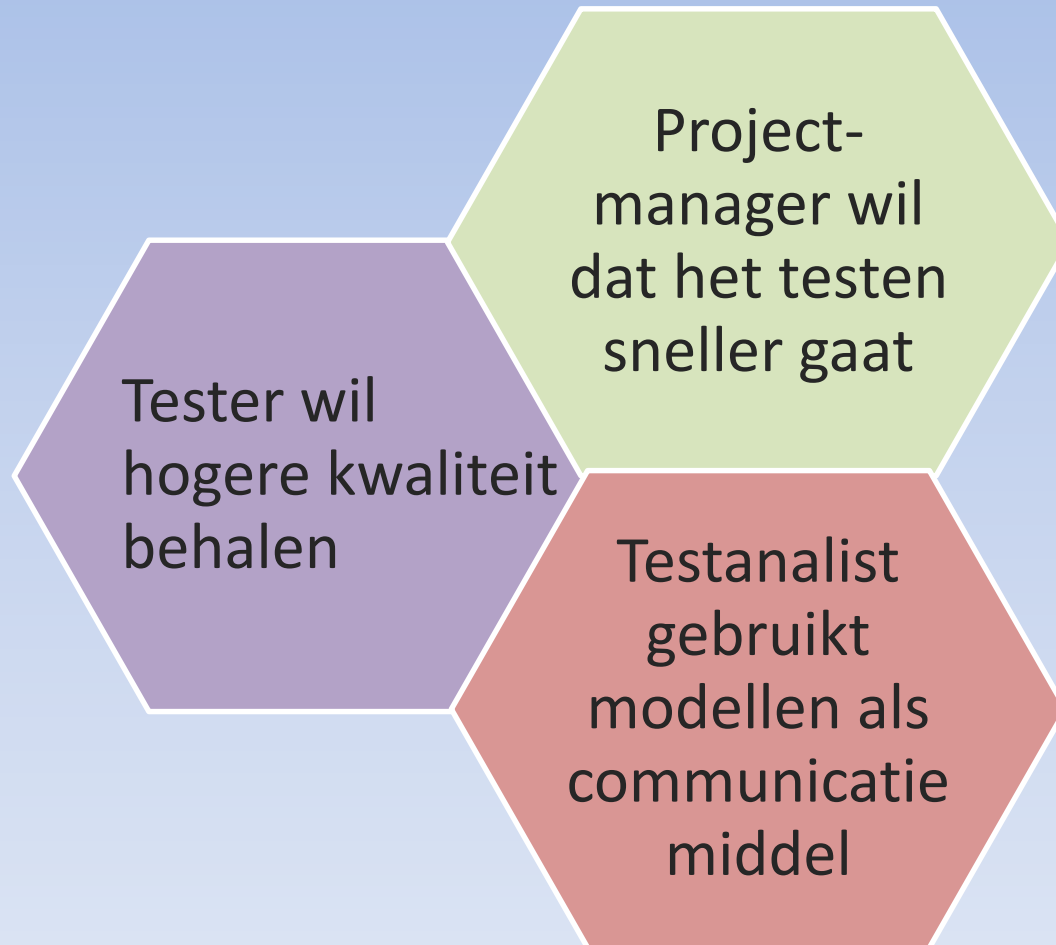 Project-
manager wil
dat het testen
sneller gaat
Tester wil
hogere kwaliteit
behalen
Testanalist
gebruikt
modellen als
communicatie
middel